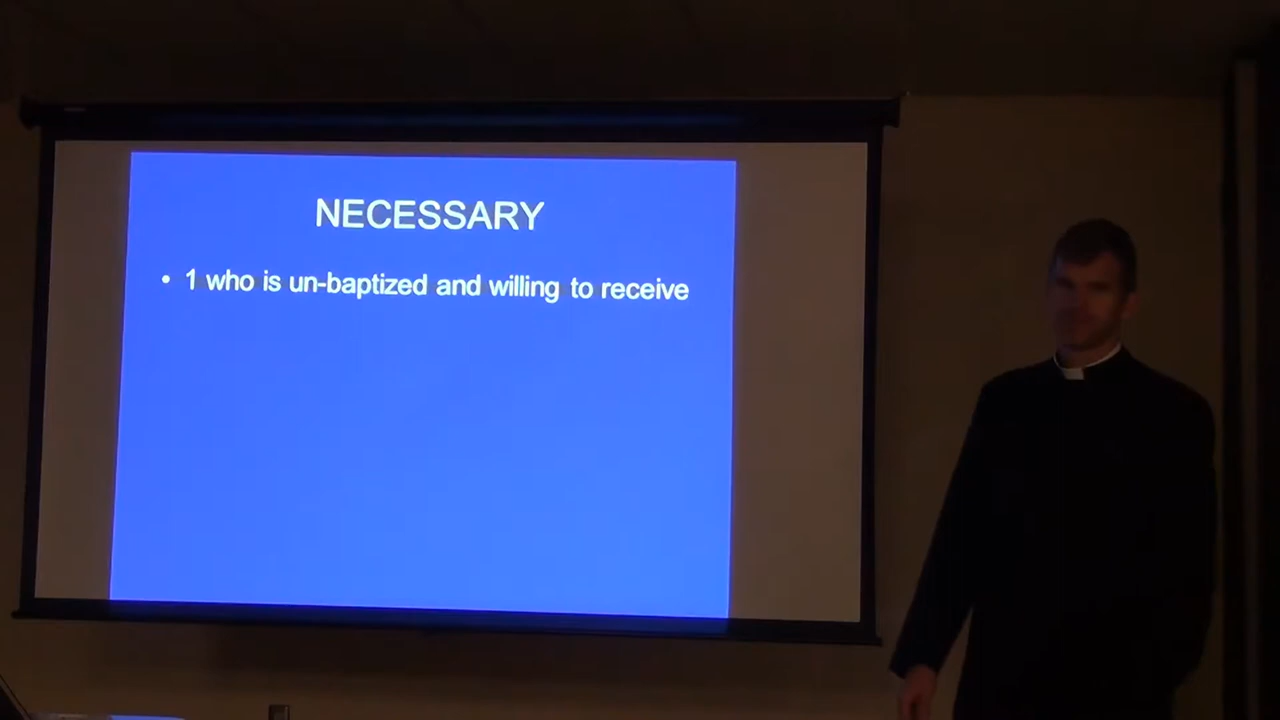 NECESSARY
• 1 who is un-baptized and willing to receive